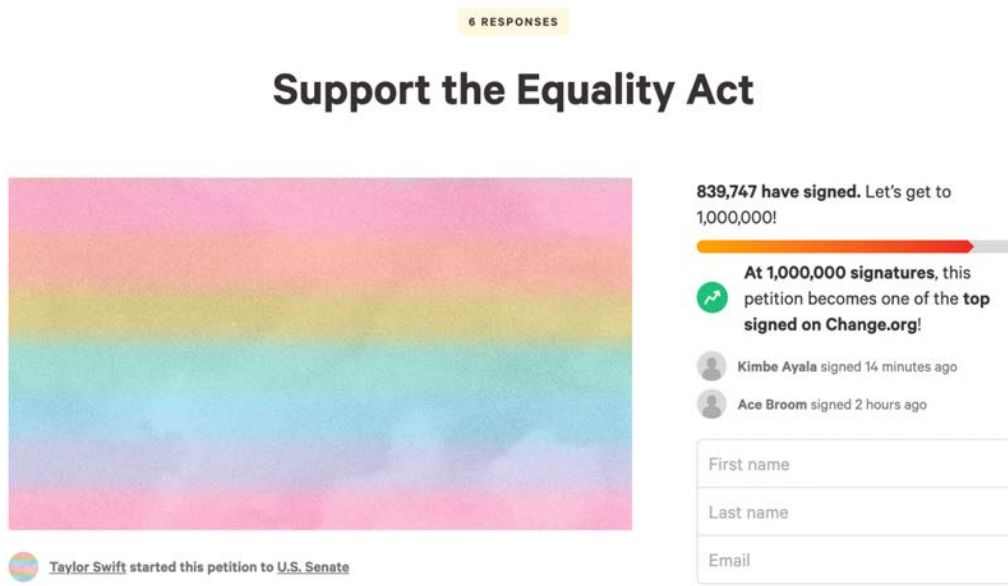 6 RESPONSES
Support the Equality Act
839,747 have signed. Let's get to
1,000,000!
At 1,000,000 signatures, this
petition becomes one of the top
signed on Change.org!
Kimbe Ayala signed 14 minutes ago
Ace Broom signed 2 hours ago
First name
Last name
Email
Taylor Swift started this petition to U.S. Senate